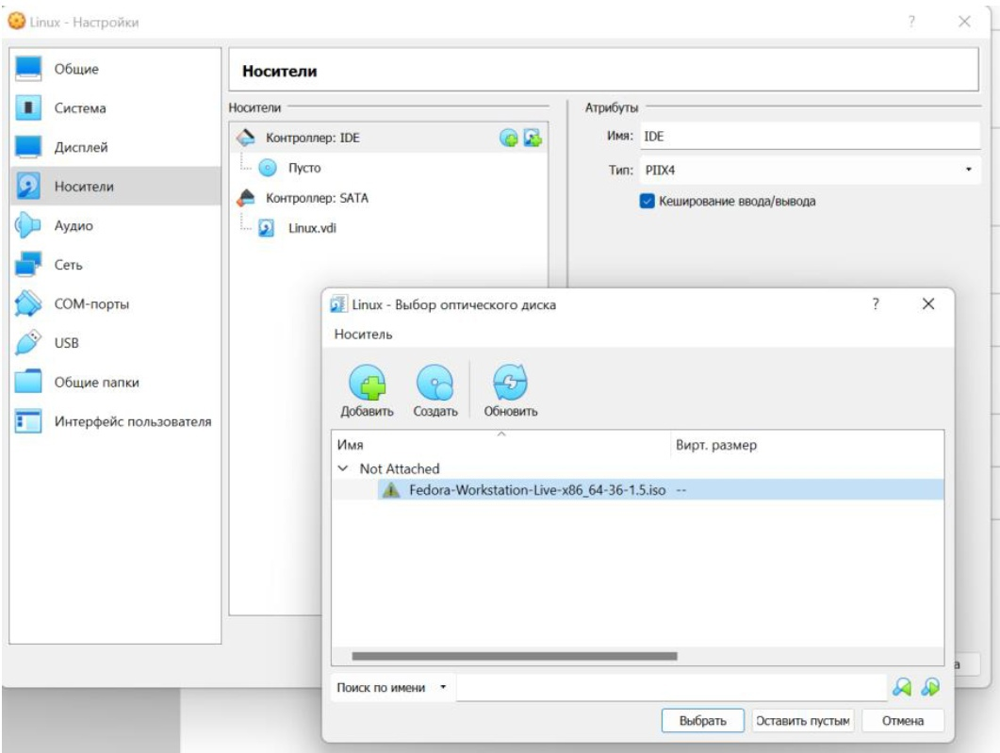 Linux - Настройки
?
Общие
Система
Дисплей
Носители
Аудио
Сеть
COM-порты
USB
Общие папки
Интерфейс пользователя
Носители
Носители
Контроллер: IDE
Пусто
Контроллер: SATA
Linux.vdi
Атрибуты
Имя: IDE
Тип: PIIX4
Кеширование ввода/вывода
Linux - Выбор оптического диска
?
Носитель
Добавить Создать Обновить
Имя Вирт. размер
Not Attached
Fedora-Workstation-Live-x86_64-36-1.5.iso --
Поиск по имени
Выбрать Оставить пустым Отмена